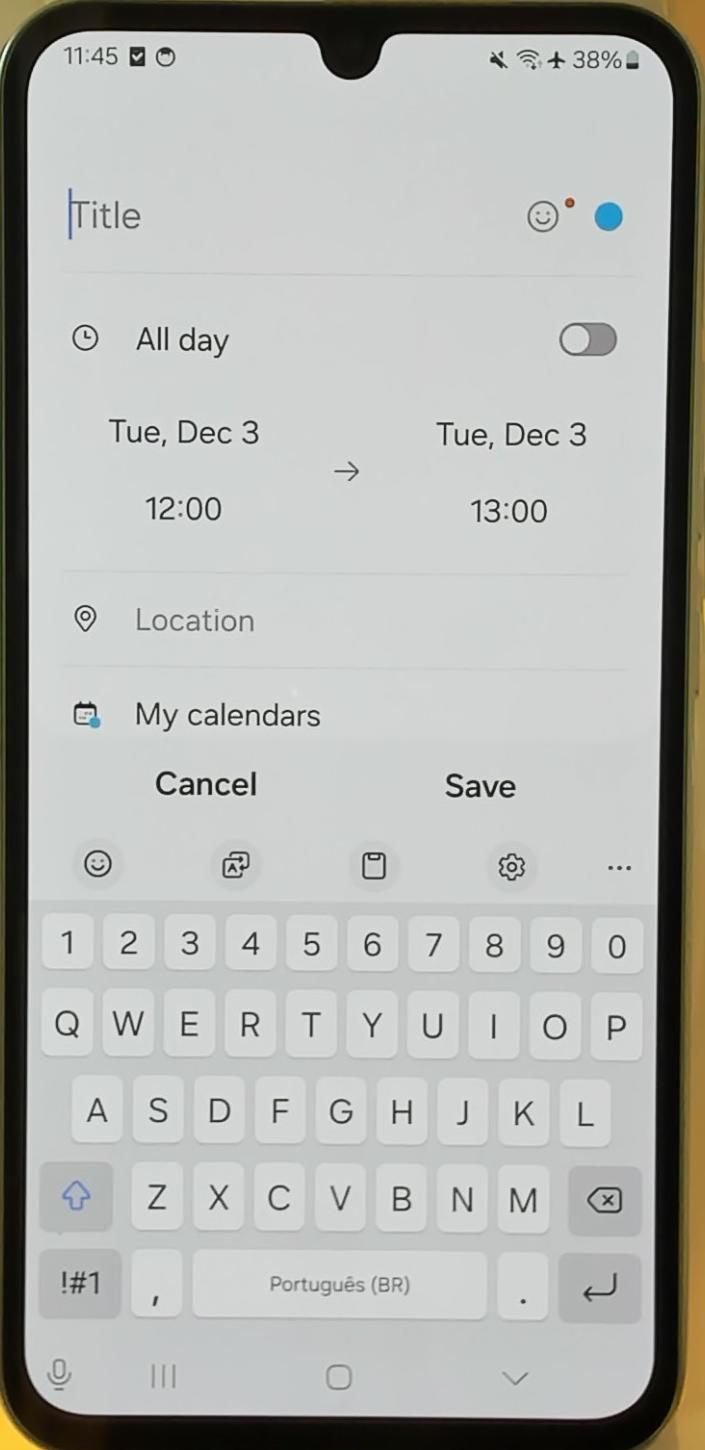 11:45 38%
Title
All day
Tue, Dec 3 Tue, Dec 3
12:00 13:00
Location
My calendars
Cancel Save
1 2 3 4 5 6 7 8 9 0
Q W E R T Y U I O P
A S D F G H J K L
Z X C V B N M
!#1 , Português (BR) .